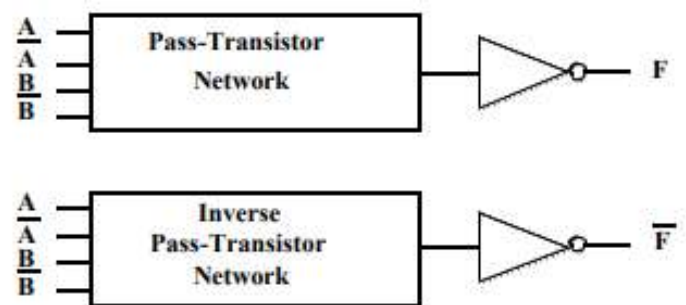 A
A̅
B
B̅
Pass-Transistor
Network
F
A
A̅
B
B̅
Inverse
Pass-Transistor
Network
F̅